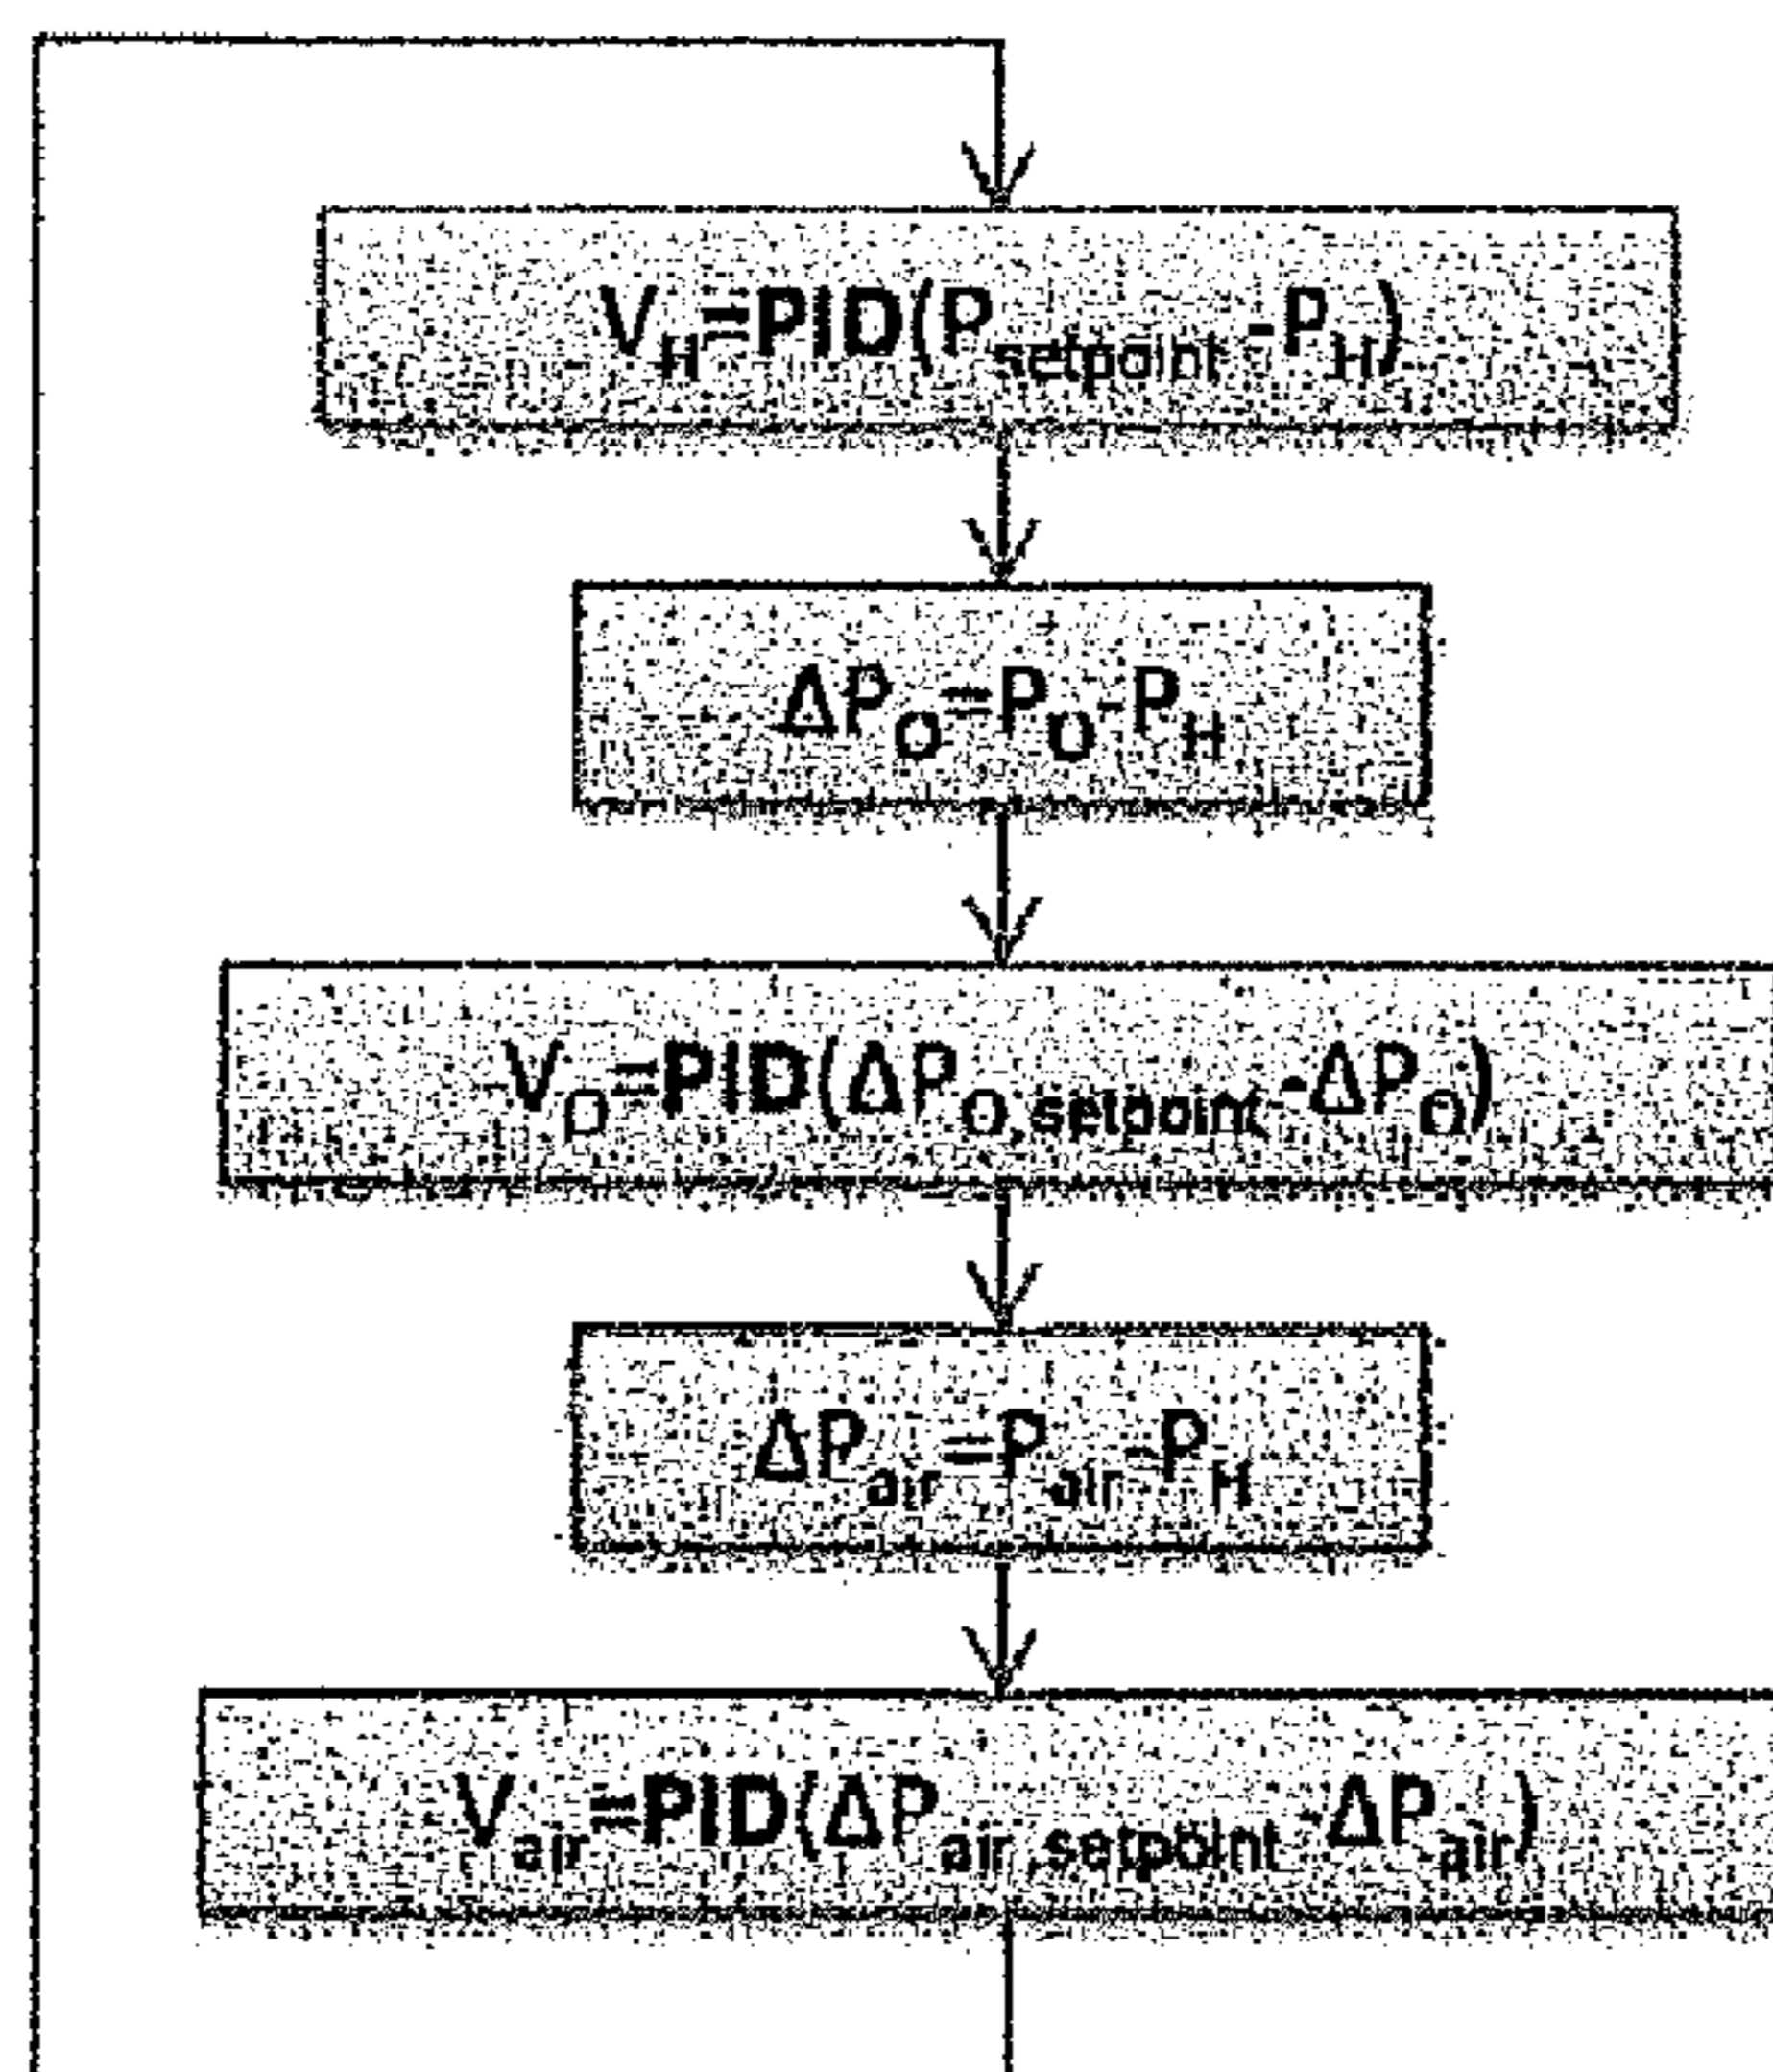 V_H=PID(P_setpoint -P_H)
ΔP_O=P_O-P_H
V_O=PID(ΔP_O,setpoint -ΔP_O)
ΔP_air=P_air-P_H
V_air=PID(ΔP_air,setpoint -ΔP_air)